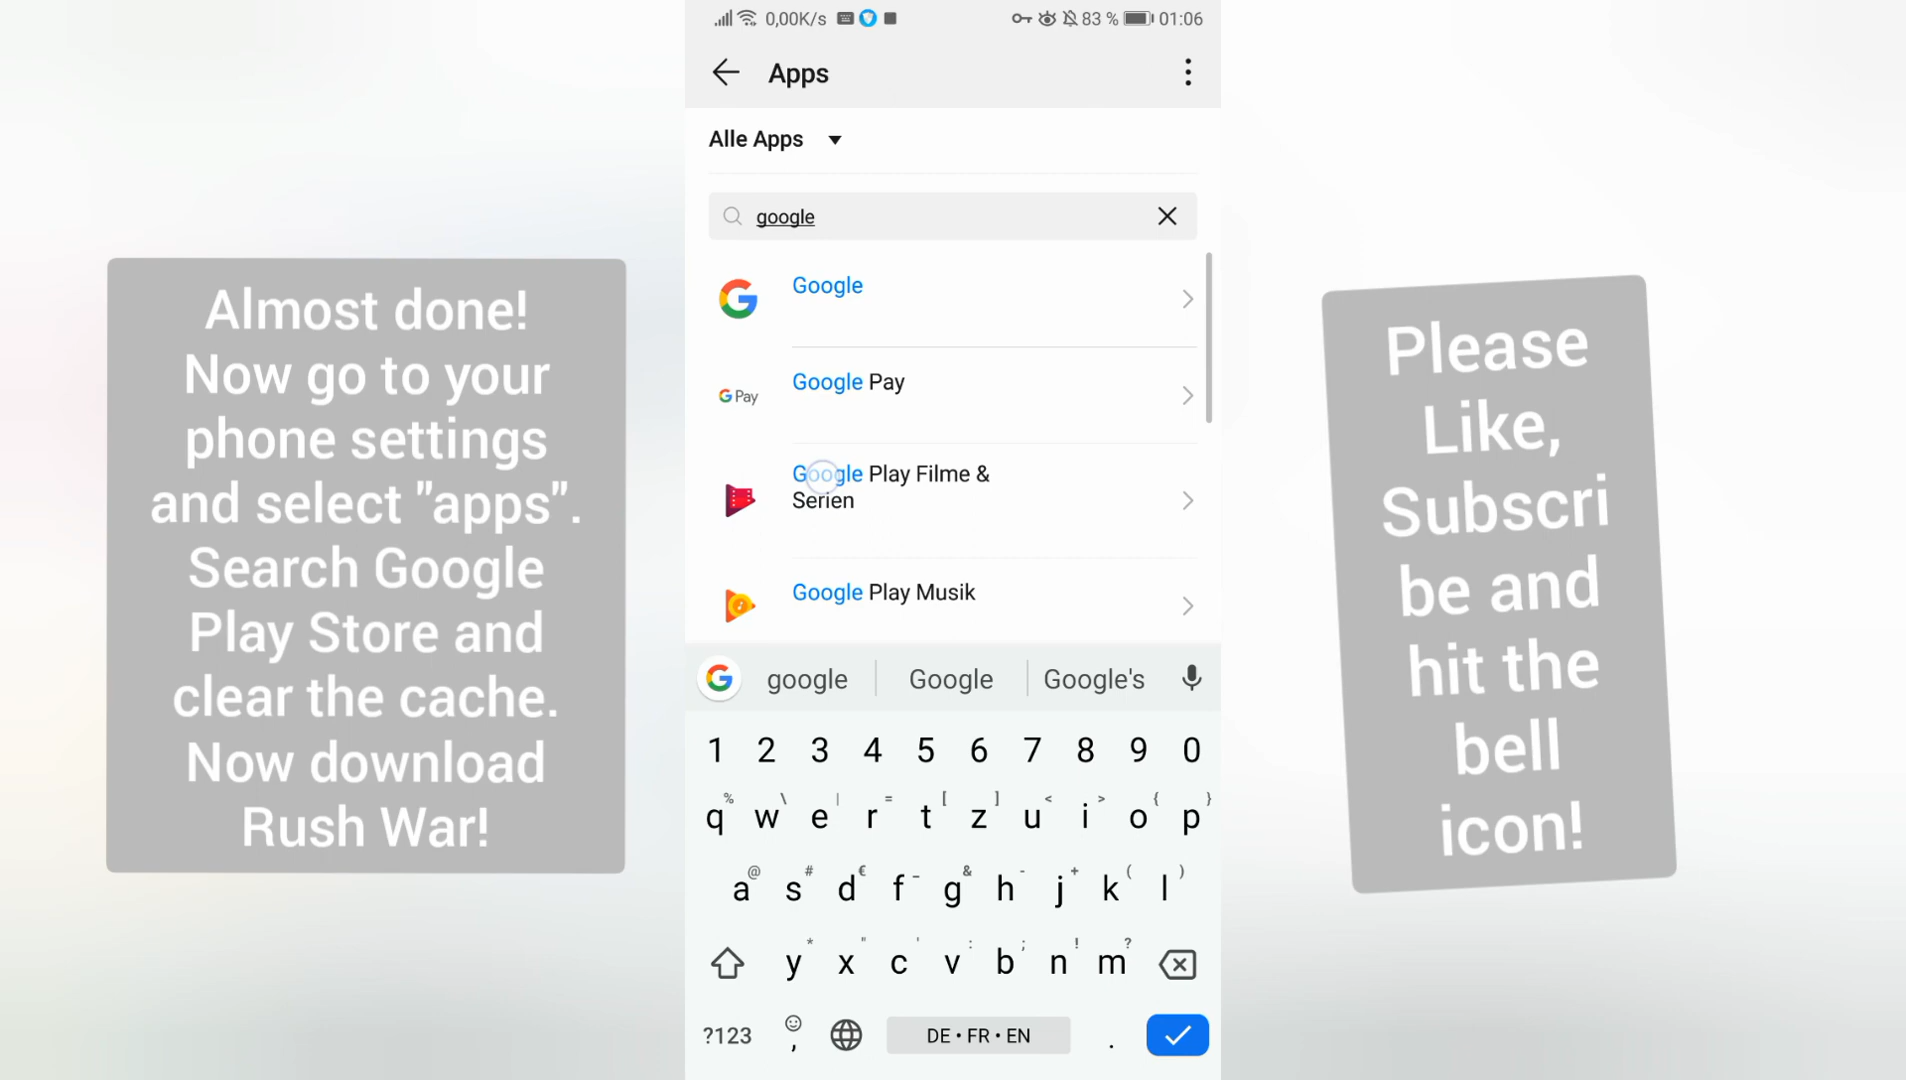 0,00K/s
83 %
01:06
Apps
Alle Apps
google
Google
G Pay
Google Pay
Google Play Filme &
Serien
Google Play Musik
google
Google
Google's
1 2 3 4 5 6 7 8 9 0
% \ | = [ ] < > { }
q w e r t z u i o p
@ # € _ & - + ( )
a s d f g h j k l
* " ' : ; ! ?
y x c v b n m
?123
,
DE • FR • EN
.
Almost done!
Now go to your
phone settings
and select "apps".
Search Google
Play Store and
clear the cache.
Now download
Rush War!
Please
Like,
Subscri
be and
hit the
bell
icon!